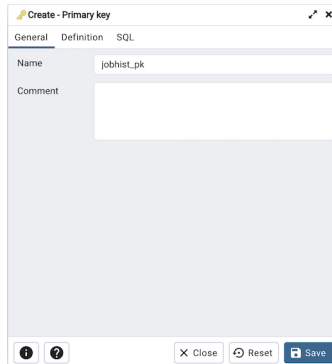 Create - Primary key
General Definition SQL
Name jobhist_pk
Comment
Close Reset Save